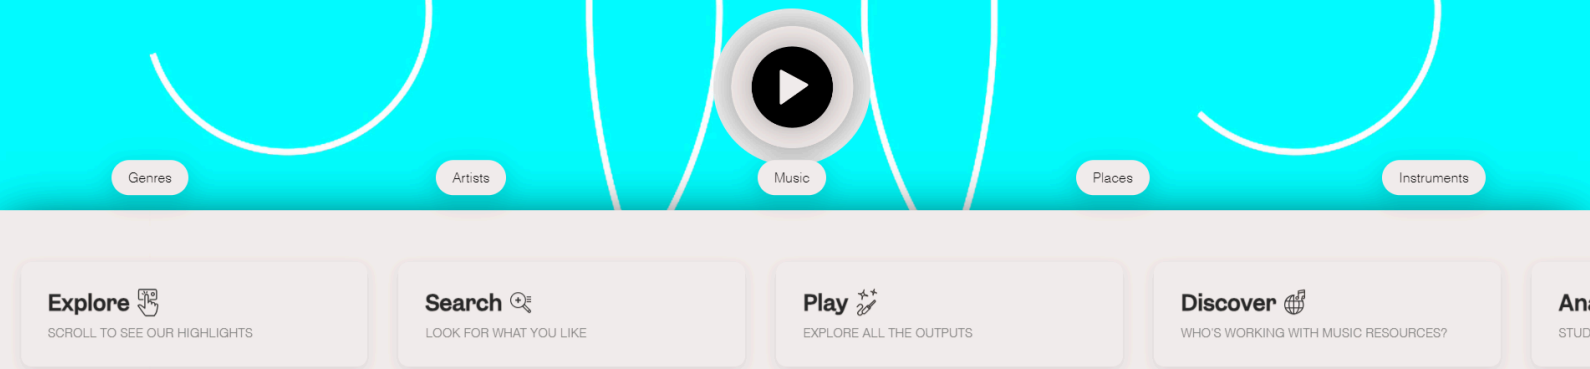 Genres
Artists
Music
Places
Instruments
Explore
SCROLL TO SEE OUR HIGHLIGHTS
Search
LOOK FOR WHAT YOU LIKE
Play
EXPLORE ALL THE OUTPUTS
Discover
WHO'S WORKING WITH MUSIC RESOURCES?